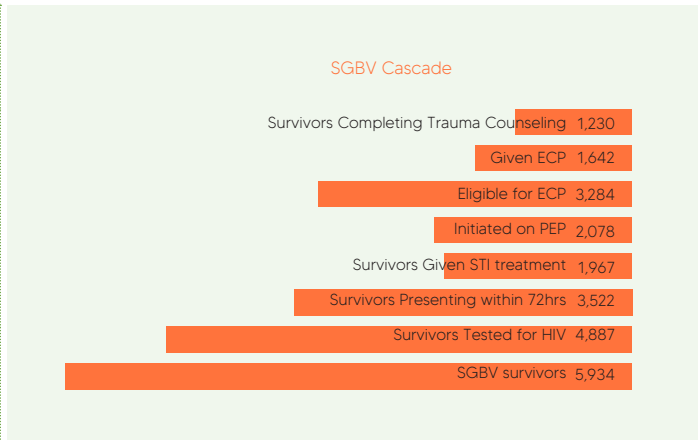 SGBV Cascade
Survivors Completing Trauma Counseling 1,230
Given ECP 1,642
Eligible for ECP 3,284
Initiated on PEP 2,078
Survivors Given STI treatment 1,967
Survivors Presenting within 72hrs 3,522
Survivors Tested for HIV 4,887
SGBV survivors 5,934